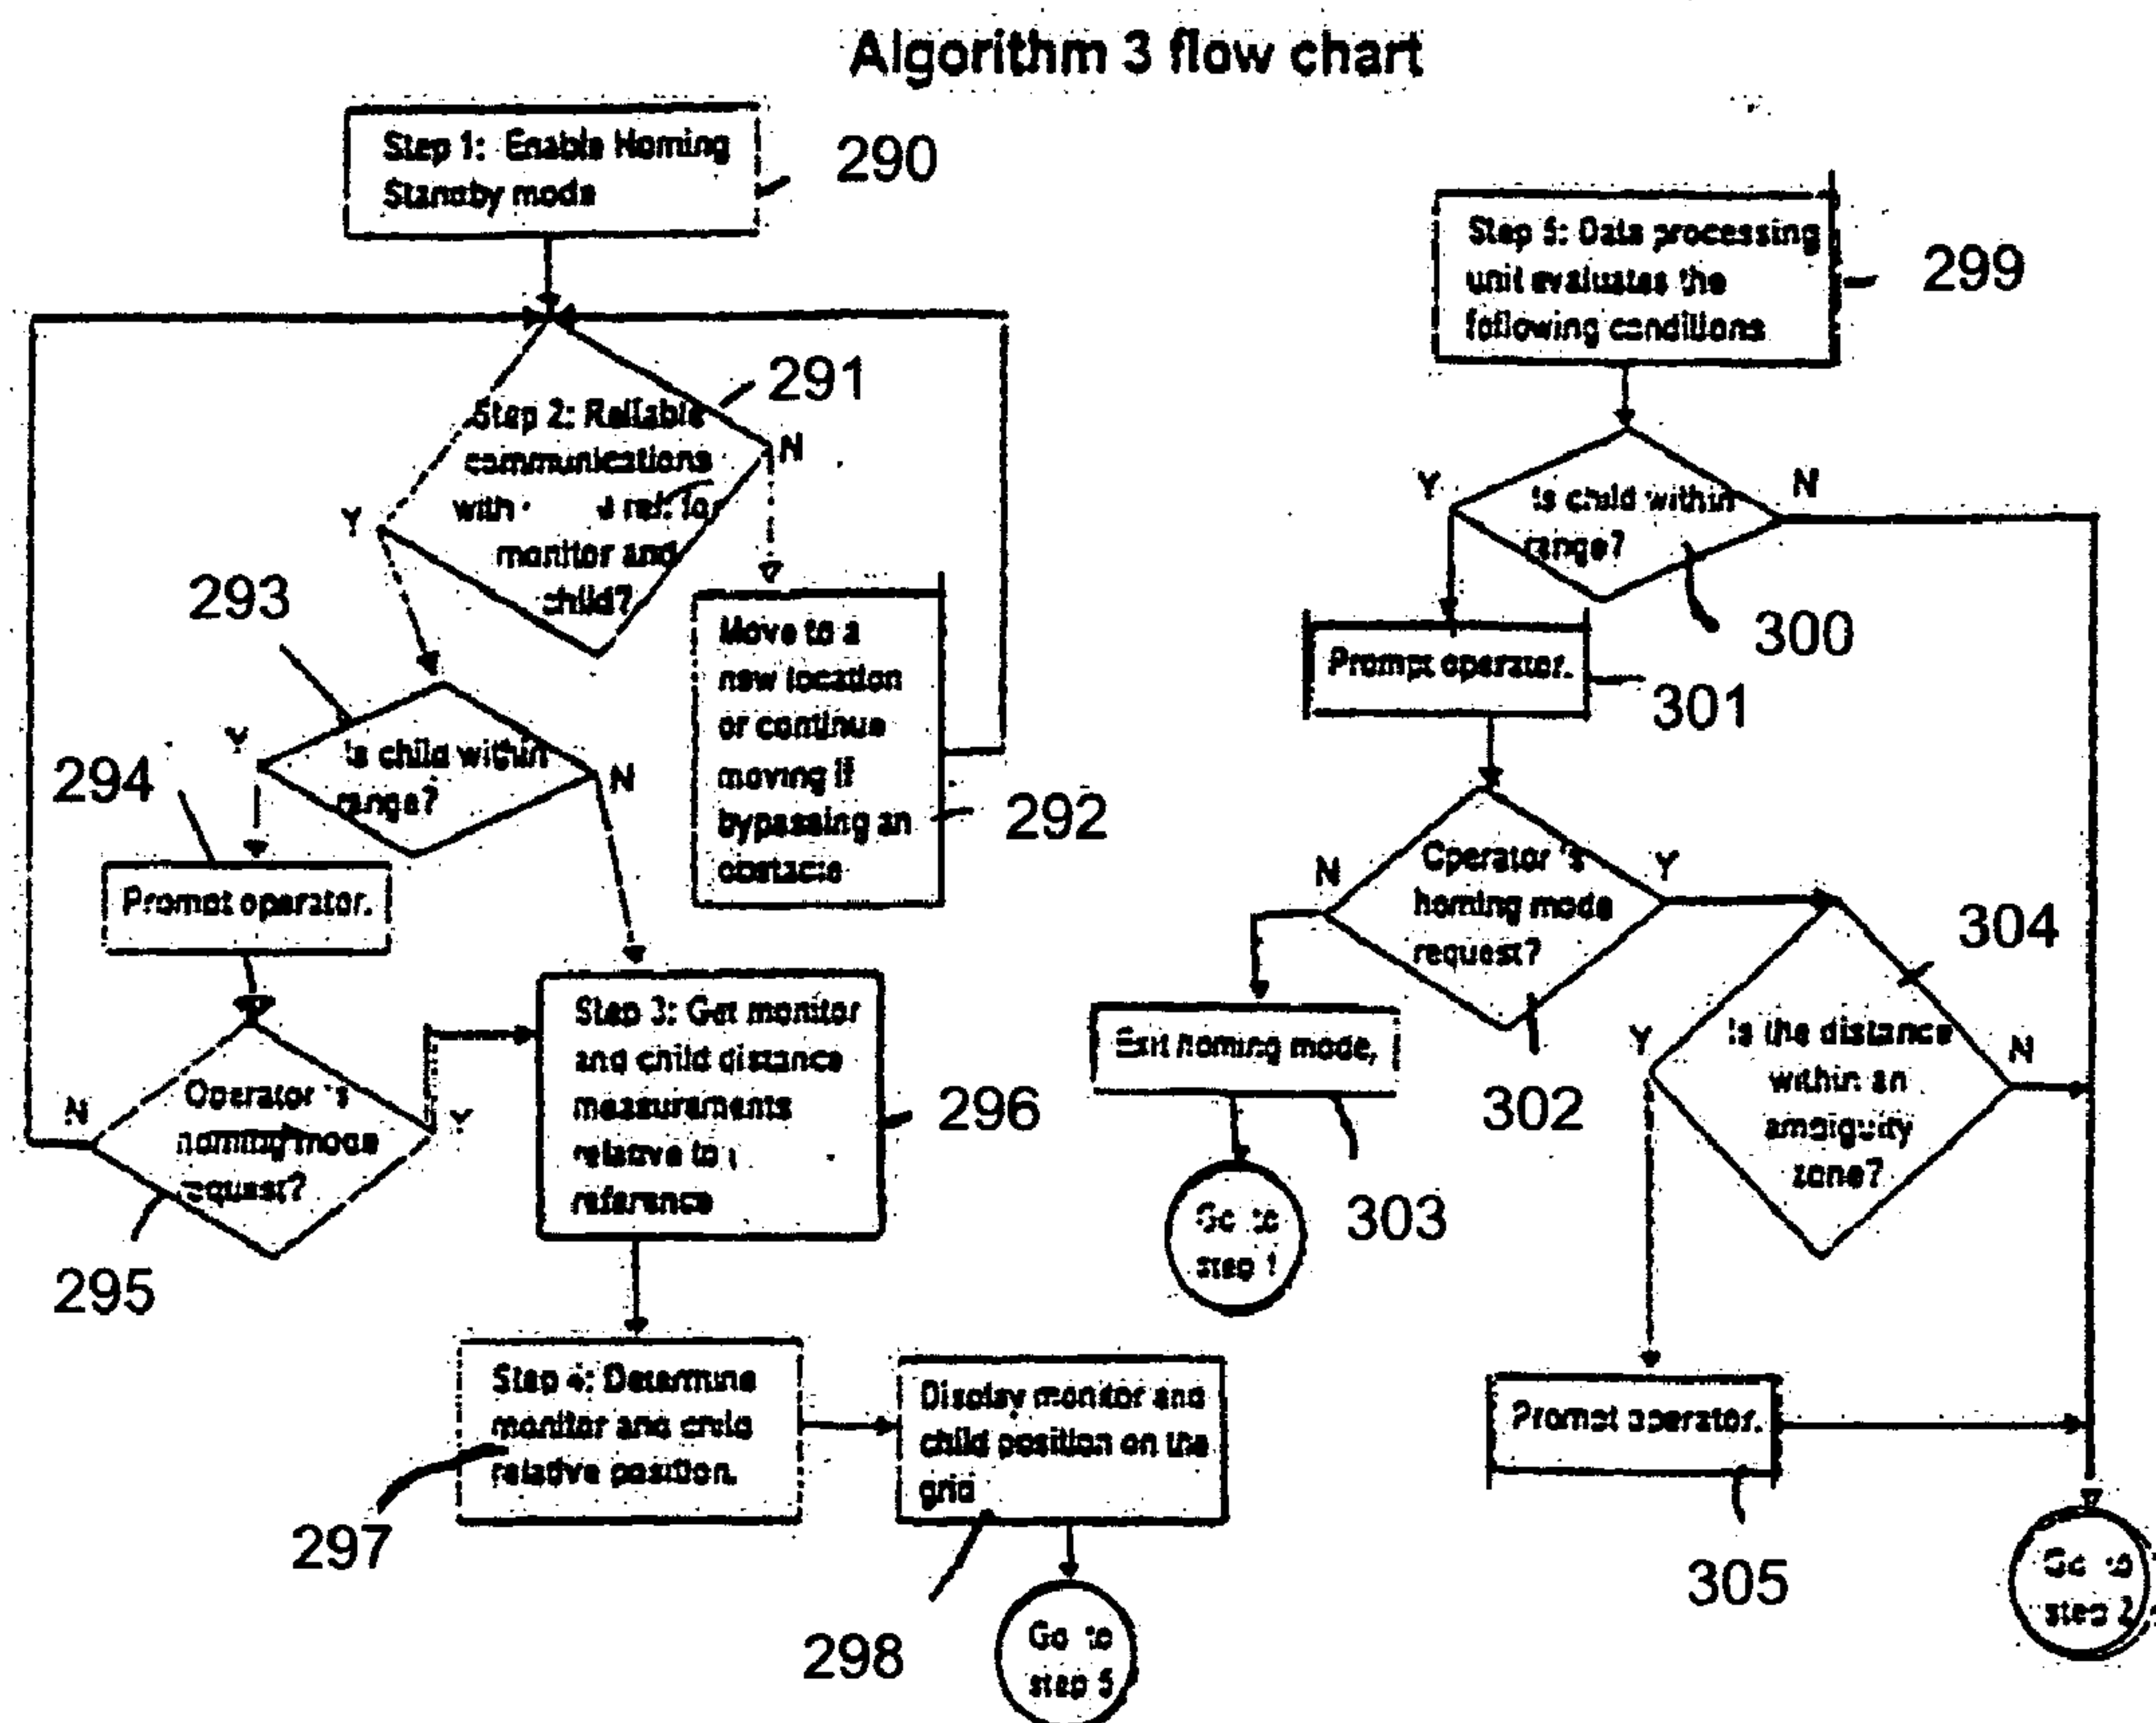 Algorithm 3 flow chart
Step 1: Enable Homing
Standby mode
290
Step 2: Reliable
communications
with
ref. to
monitor and
child?
291
Y
N
Move to a
new location
or continue
moving if
bypassing an
obstacle
292
293
Is child within
range?
Y
N
294
Prompt operator.
Operator's
homing mode
request?
N
Y
295
Step 3: Get monitor
and child distance
measurements
relative to
reference
296
Step 4: Determine
monitor and child
relative position.
297
Display monitor and
child position on the
grid
298
Go to
step 5
Step 5: Data processing
unit evaluates the
following conditions
299
Is child within
range?
Y
N
300
Prompt operator.
301
Operator's
homing mode
request?
N
Y
302
Exit homing mode,
303
Go to
step 1
304
Is the distance
within an
ambiguity
zone?
Y
N
Prompt operator.
305
Go to
step 2